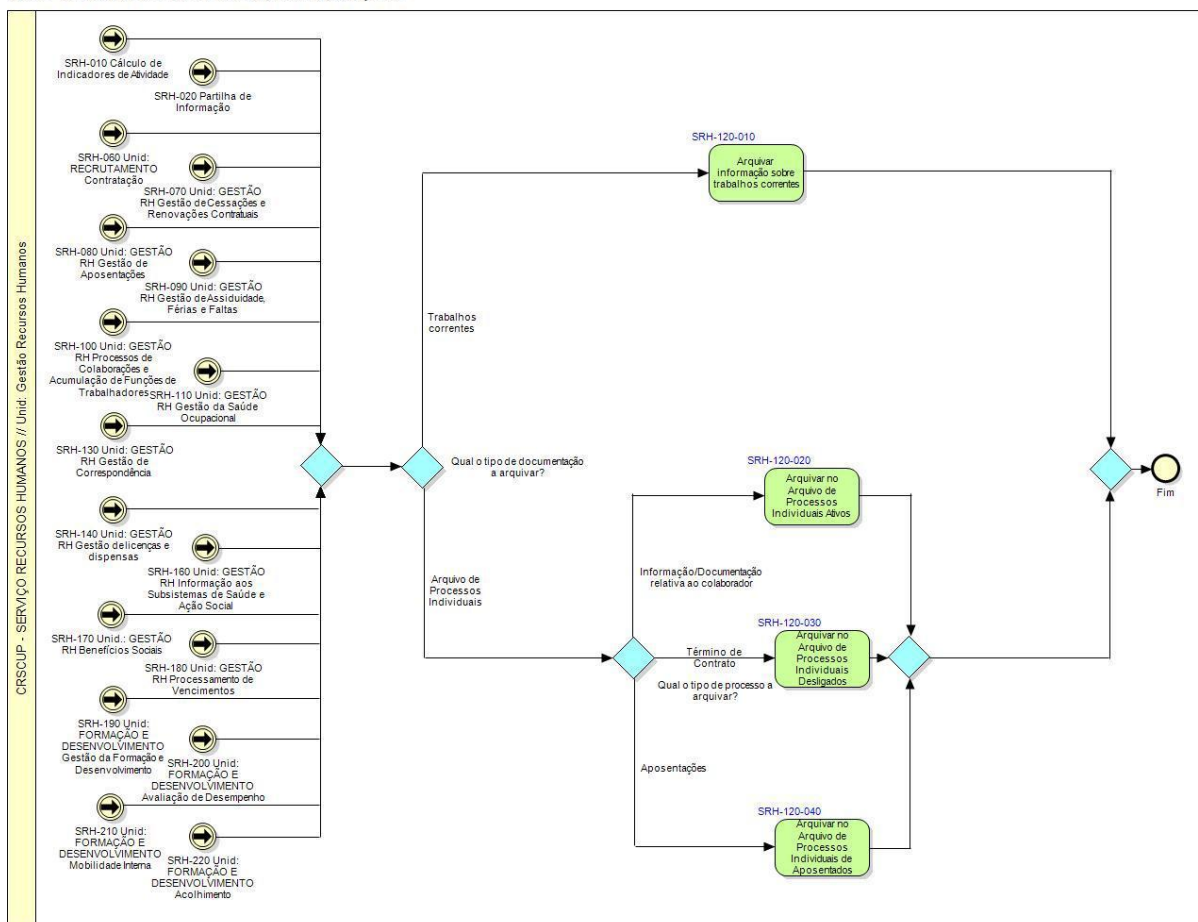 CRSCUP - SERVIÇO RECURSOS HUMANOS // Unid: Gestão Recursos Humanos
SRH-010 Cálculo de
Indicadores de Atividade
SRH-020 Partilha de
Informação
SRH-060 Unid:
RECRUTAMENTO
Contratação
SRH-070 Unid: GESTÃO
RH Gestão de Cessações e
Renovações Contratuais
SRH-080 Unid: GESTÃO
RH Gestão de
Aposentações
SRH-090 Unid: GESTÃO
RH Gestão de Assiduidade,
Férias e Faltas
SRH-100 Unid: GESTÃO
RH Processos de
Colaborações e
Acumulação de Funções de
Trabalhadores
SRH-110 Unid: GESTÃO
RH Gestão da Saúde
Ocupacional
SRH-130 Unid: GESTÃO
RH Gestão de
Correspondência
SRH-140 Unid: GESTÃO
RH Gestão de licenças e
dispensas
SRH-160 Unid: GESTÃO
RH Informação aos
Subsistemas de Saúde e
Ação Social
SRH-170 Unid.: GESTÃO
RH Benefícios Sociais
SRH-180 Unid: GESTÃO
RH Processamento de
Vencimentos
SRH-190 Unid:
FORMAÇÃO E
DESENVOLVIMENTO
Gestão da Formação e
Desenvolvimento
SRH-200 Unid:
FORMAÇÃO E
DESENVOLVIMENTO
Avaliação de Desempenho
SRH-210 Unid:
FORMAÇÃO E
DESENVOLVIMENTO
Mobilidade Interna
SRH-220 Unid:
FORMAÇÃO E
DESENVOLVIMENTO
Acolhimento
Qual o tipo de documentação
a arquivar?
Trabalhos
correntes
SRH-120-010
Arquivar
informação sobre
trabalhos correntes
Arquivo de
Processos
Individuais
Qual o tipo de processo a
arquivar?
Informação/Documentação
relativa ao colaborador
SRH-120-020
Arquivar no
Arquivo de
Processos
Individuais Ativos
Término de
Contrato
SRH-120-030
Arquivar no
Arquivo de
Processos
Individuais
Desligados
Aposentações
SRH-120-040
Arquivar no
Arquivo de
Processos
Individuais de
Aposentados
Fim